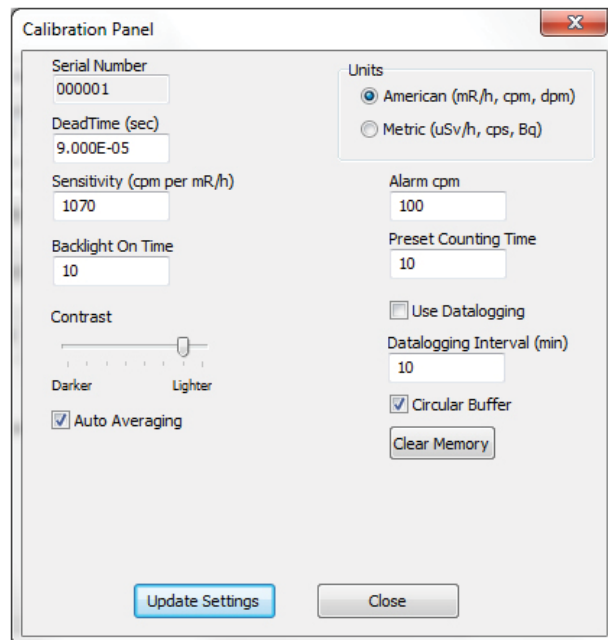 Calibration Panel
Serial Number
000001
DeadTime (sec)
9.000E-05
Sensitivity (cpm per mR/h)
1070
Backlight On Time
10
Contrast
Darker
Lighter
Auto Averaging
Units
American (mR/h, cpm, dpm)
Metric (uSv/h, cps, Bq)
Alarm cpm
100
Preset Counting Time
10
Use Datalogging
Datalogging Interval (min)
10
Circular Buffer
Clear Memory
Update Settings
Close